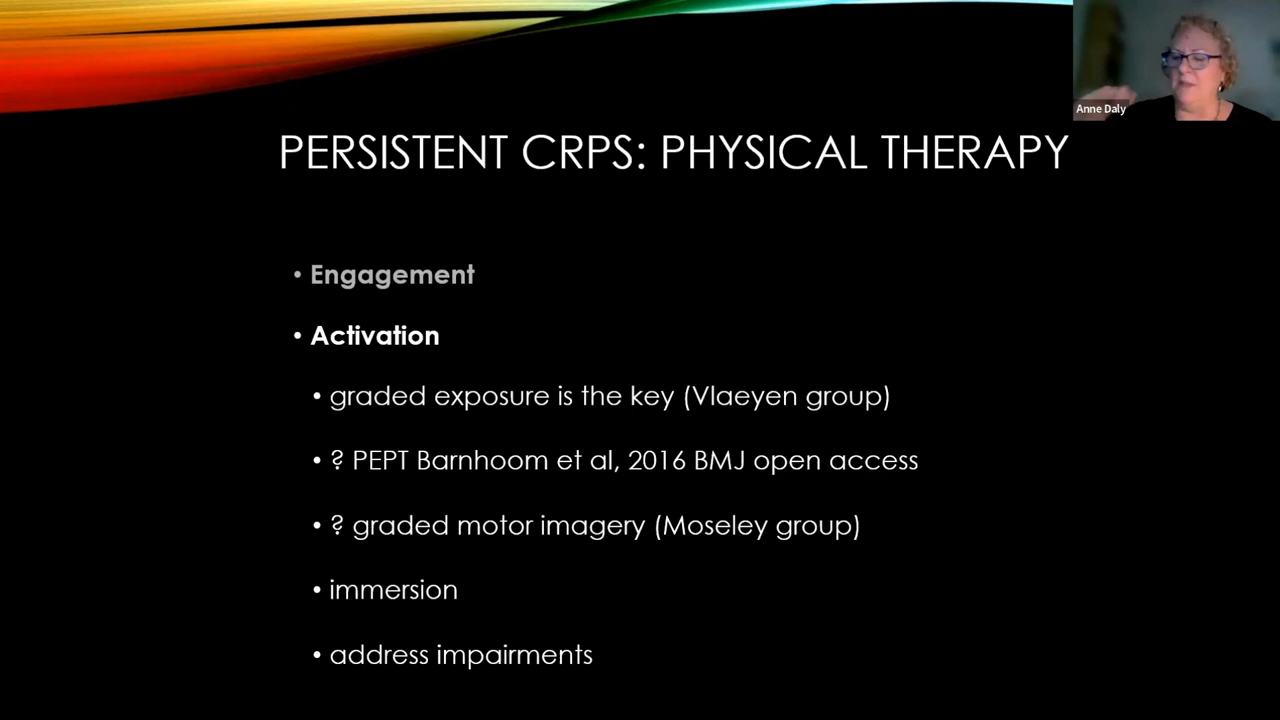 Anne Daly
PERSISTENT CRPS: PHYSICAL THERAPY
• Engagement
• Activation
• graded exposure is the key (Vlaeyen group)
• ? PEPT Barnhoom et al, 2016 BMJ open access
• ? graded motor imagery (Moseley group)
• immersion
• address impairments